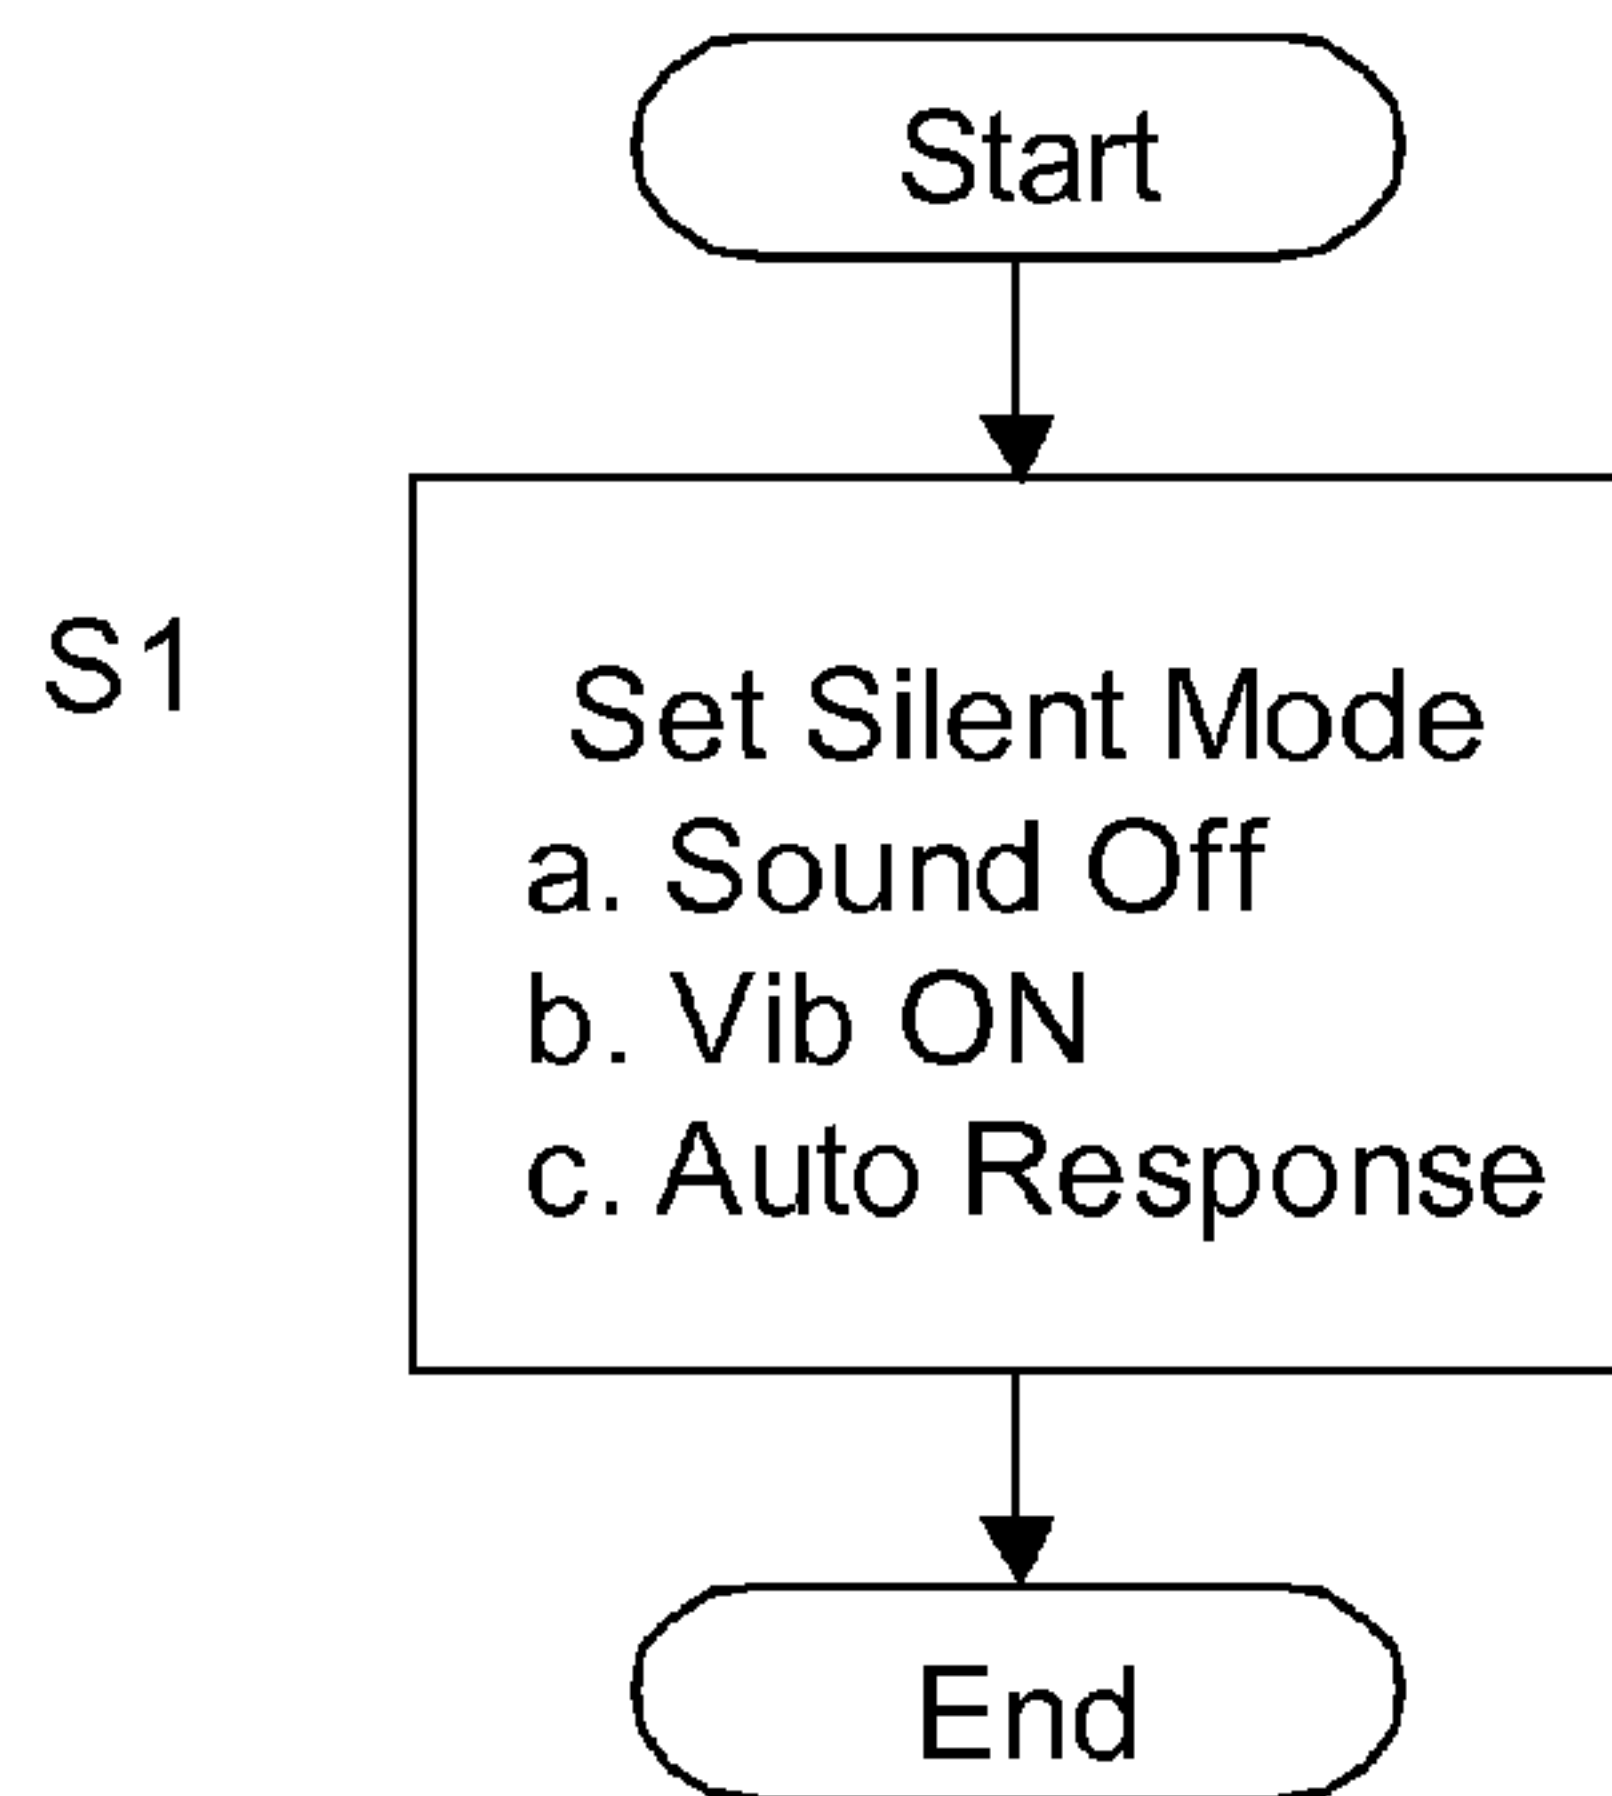 Start
S1
Set Silent Mode
a. Sound Off
b. Vib ON
c. Auto Response
End